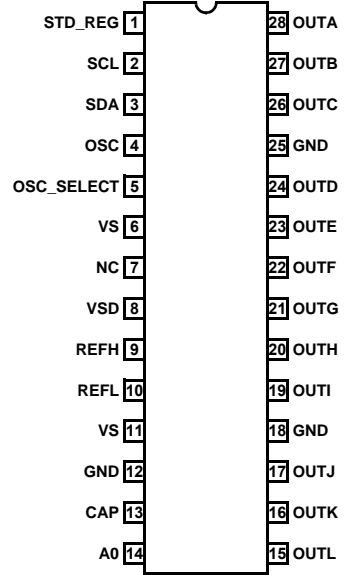 STD_REG 1 28 OUTA
SCL 2 27 OUTB
SDA 3 26 OUTC
OSC 4 25 GND
OSC_SELECT 5 24 OUTD
VS 6 23 OUTE
NC 7 22 OUTF
VSD 8 21 OUTG
REFH 9 20 OUTH
REFL 10 19 OUTI
VS 11 18 GND
GND 12 17 OUTJ
CAP 13 16 OUTK
A0 14 15 OUTL